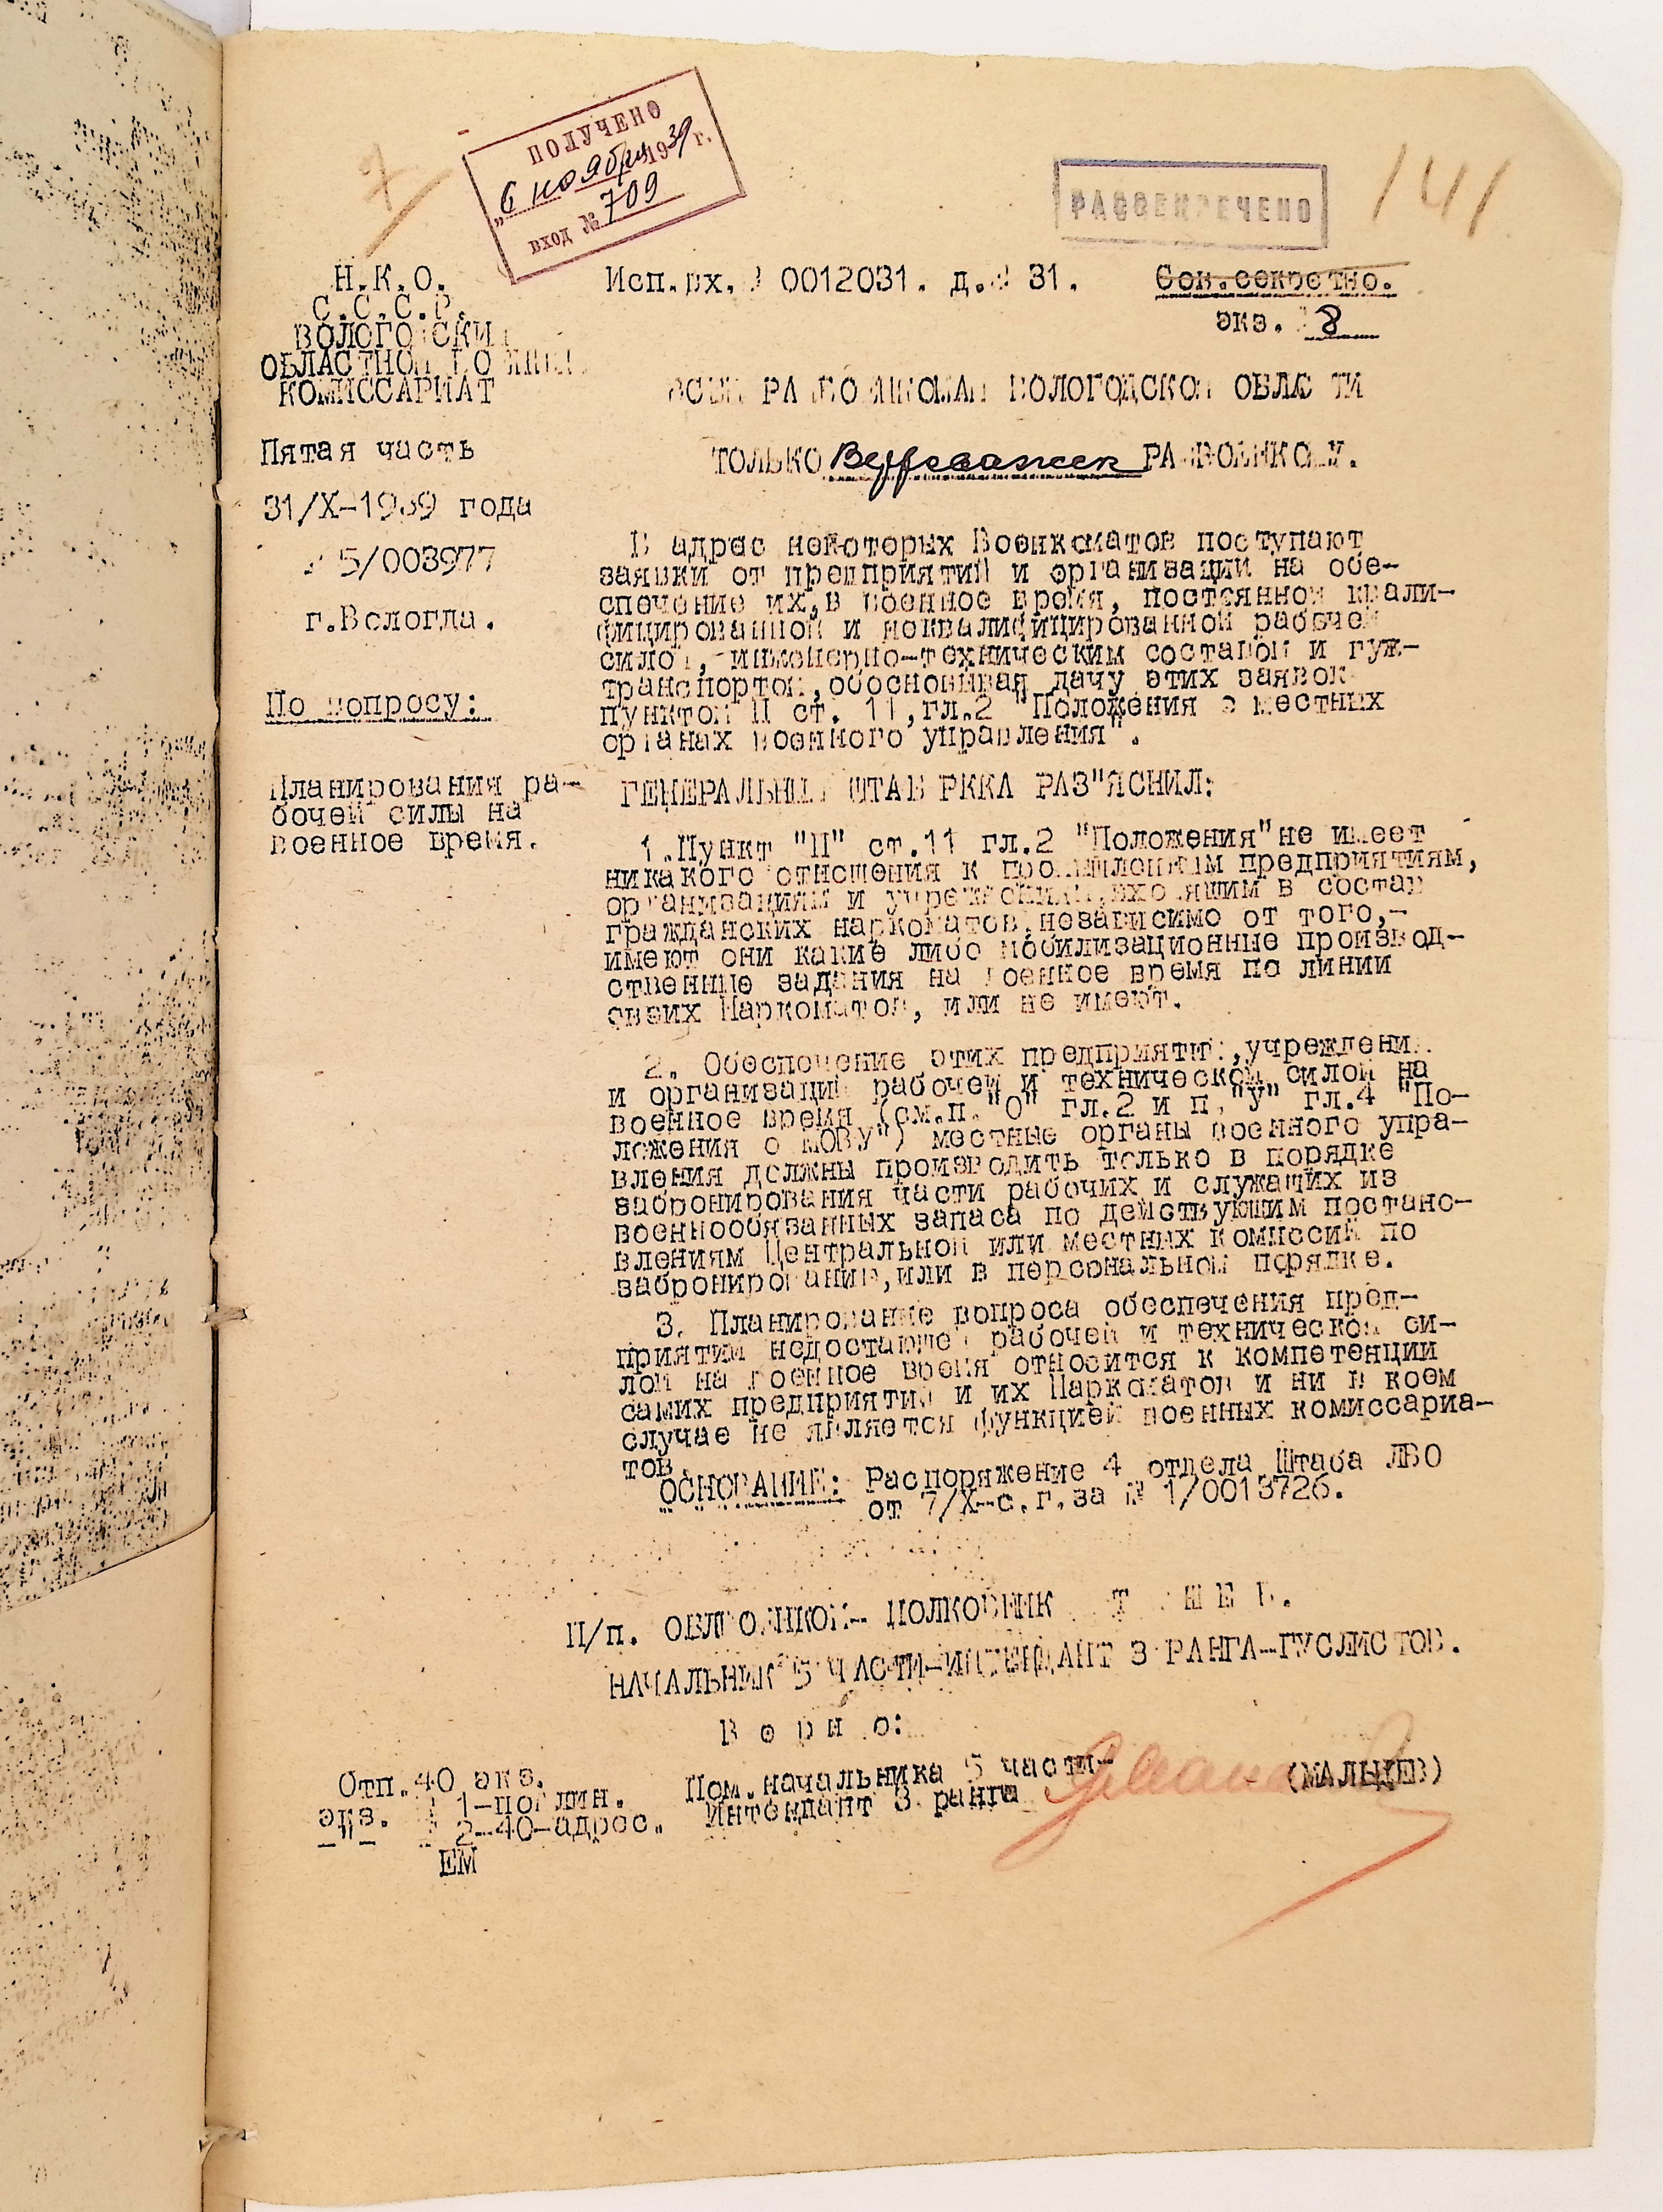 ПОЛУЧЕНО
„6 ноября 1939 г.
вход № 709
РАССЕКРЕЧЕНО
141
7
Н.К.О.
С.С.С.Р.
ВОЛОГОДСКИЙ
ОБЛАСТНОЙ ВОЕННЫЙ
КОМИССАРИАТ
Пятая часть
31/X-1939 года
№ 5/003977
г.Вологда.
По вопросу:
Планирования ра-
бочей силы на
военное время.
Исп.вх.№ 0012031. д.№ 31.
Сов.секретно.
экз. № 8
ВСЕМ РАЙВОЕНКОМАМ ВОЛОГОДСКОЙ ОБЛАСТИ
ТОЛЬКО РАЙВОЕНКОМУ.
В адрес некоторых Военкоматов поступают
заявки от предприятий и организаций на обе-
спечение их,в военное время, постоянной квали-
фицированной и неквалифицированной рабочей
силой, инженерно-техническим составом и гуж-
транспортом,обосновывая дачу этих заявок
пунктом П ст. 11,гл.2 "Положения о местных
органах военного управления".
ГЕНЕРАЛЬНЫЙ ШТАБ РККА РАЗ"ЯСНИЛ:
1.Пункт "П" ст.11 гл.2 "Положения"не имеет
никакого отношения к промышленным предприятиям,
организациям и учреждениям,входящим в состав
гражданских наркоматов,независимо от того,-
имеют они какие либо мобилизационные производ-
ственные задания на военное время по линии
своих Наркоматов, или не имеют.
2. Обеспечение этих предприятий,учреждений
и организаций рабочей и технической силой на
военное время (см.п."О" гл.2 и п."У" гл.4 "По-
ложения о МОВУ") местные органы военного упра-
вления должны производить только в порядке
забронирования части рабочих и служащих из
военнообязанных запаса по действующим постано-
влениям Центральной или местных комиссий по
забронированию,или в персональном порядке.
3. Планирование вопроса обеспечения пред-
приятий недостающей рабочей и технической си-
лой на военное время относится к компетенции
самих предприятий и их Наркоматов и ни в коем
случае не является функцией военных комиссариа-
тов.
ОСНОВАНИЕ: Распоряжение 4 отдела Штаба ЛВО
от 7/X-с.г.за № 1/0013726.
П/п. ОБЛВОЕНКОМ- ПОЛКОВНИК
НАЧАЛЬНИК 5 ЧАСТИ-ИНТЕНДАНТ 3 РАНГА-ГУСЛИСТОВ.
В е р н о:
Пом.начальника 5 части-
Интендант 3 ранга (МАЛЬЦЕВ)
Отп.40 экз.
экз. № 1-подлин.
-"- № 2-40-адрес.
ЕМ